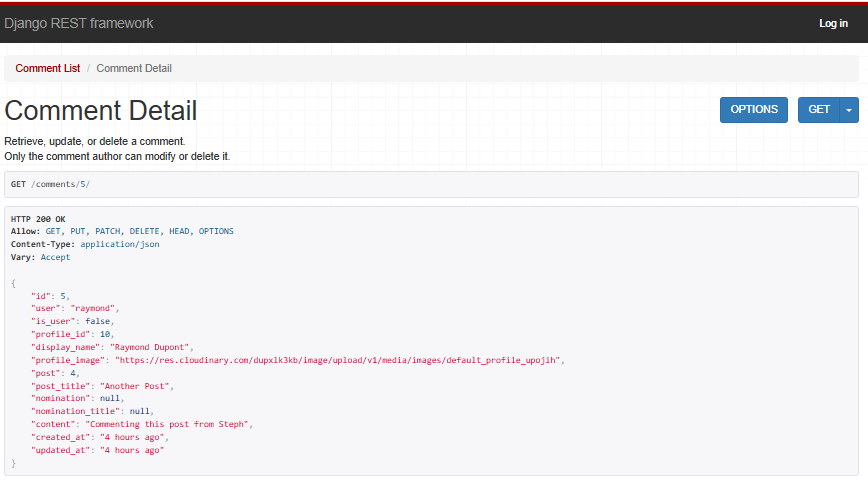 Django REST framework
Log in
Comment List / Comment Detail
Comment Detail
OPTIONS
GET
Retrieve, update, or delete a comment.
Only the comment author can modify or delete it.
GET /comments/5/
HTTP 200 OK
Allow: GET, PUT, PATCH, DELETE, HEAD, OPTIONS
Content-Type: application/json
Vary: Accept
{
    "id": 5,
    "user": "raymond",
    "is_user": false,
    "profile_id": 10,
    "display_name": "Raymond Dupont",
    "profile_image": "https://res.cloudinary.com/dupxlk3kb/image/upload/v1/media/images/default_profile_upojih",
    "post": 4,
    "post_title": "Another Post",
    "nomination": null,
    "nomination_title": null,
    "content": "Commenting this post from Steph",
    "created_at": "4 hours ago",
    "updated_at": "4 hours ago"
}